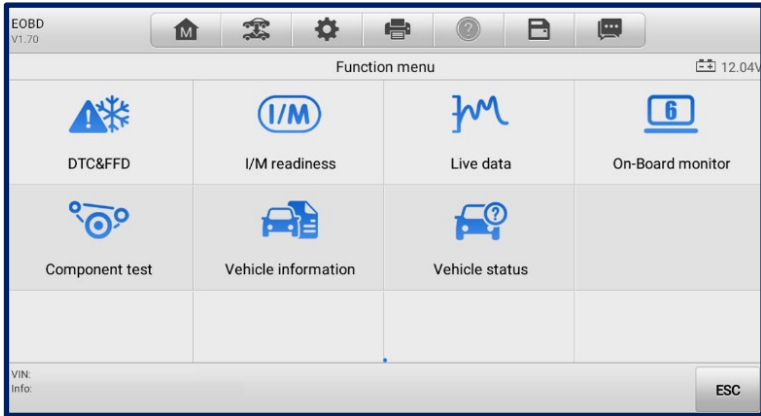 EOBD
V1.70
M
?
Function menu
12.04V
DTC&FFD
I/M
I/M readiness
Live data
6
On-Board monitor
Component test
Vehicle information
?
Vehicle status
VIN:
Info:
ESC